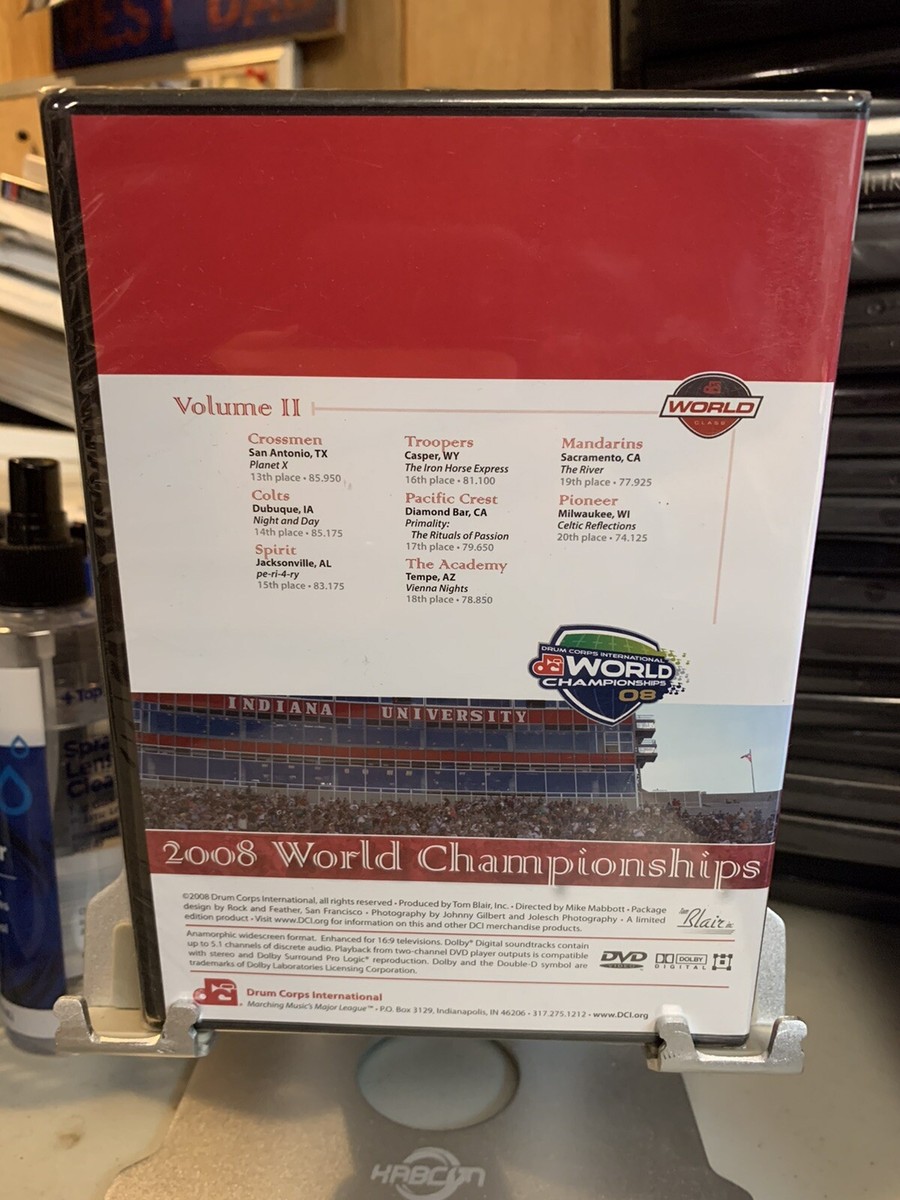 BEST DAD
Volume II
WORLD
CLASS
Crossmen
San Antonio, TX
Planet X
13th place • 85.950
Colts
Dubuque, IA
Night and Day
14th place • 85.175
Spirit
Jacksonville, AL
pe-ri-4-ry
15th place • 83.175
Troopers
Casper, WY
The Iron Horse Express
16th place • 81.100
Pacific Crest
Diamond Bar, CA
Primality:
The Rituals of Passion
17th place • 79.650
The Academy
Tempe, AZ
Vienna Nights
18th place • 78.850
Mandarins
Sacramento, CA
The River
19th place • 77.925
Pioneer
Milwaukee, WI
Celtic Reflections
20th place • 74.125
DRUM CORPS INTERNATIONAL
WORLD
CHAMPIONSHIPS
08
INDIANA UNIVERSITY
2008 World Championships
©2008 Drum Corps International, all rights reserved • Produced by Tom Blair, Inc. • Directed by Mike Mabbott • Package
design by Rock and Feather, San Francisco • Photography by Johnny Gilbert and Jolesch Photography • A limited
edition product • Visit www.DCI.org for information on this and other DCI merchandise products.
Blair
Anamorphic widescreen format. Enhanced for 16:9 televisions. Dolby® Digital soundtracks contain
up to 5.1 channels of discrete audio. Playback from two-channel DVD player outputs is compatible
with stereo and Dolby Surround Pro Logic® reproduction. Dolby and the Double-D symbol are
trademarks of Dolby Laboratories Licensing Corporation.
DVD
VIDEO
DOLBY
DIGITAL
Drum Corps International
Marching Music's Major League™ • P.O. Box 3129, Indianapolis, IN 46206 • 317.275.1212 • www.DCI.org
+Top
KABCON